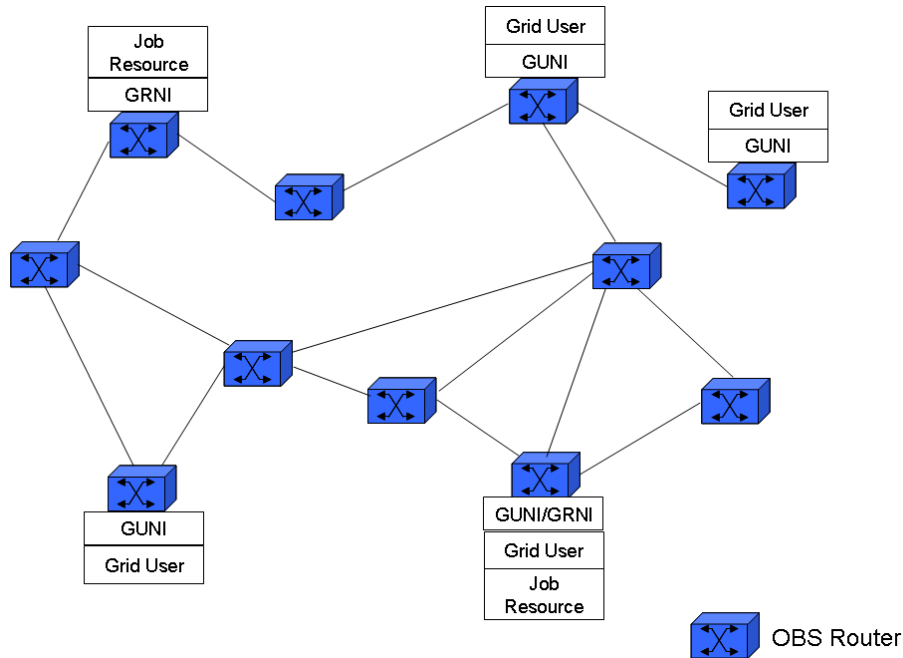 Job
Resource
GRNI
Grid User
GUNI
Grid User
GUNI
GUNI
Grid User
GUNI/GRNI
Grid User
Job
Resource
OBS Router